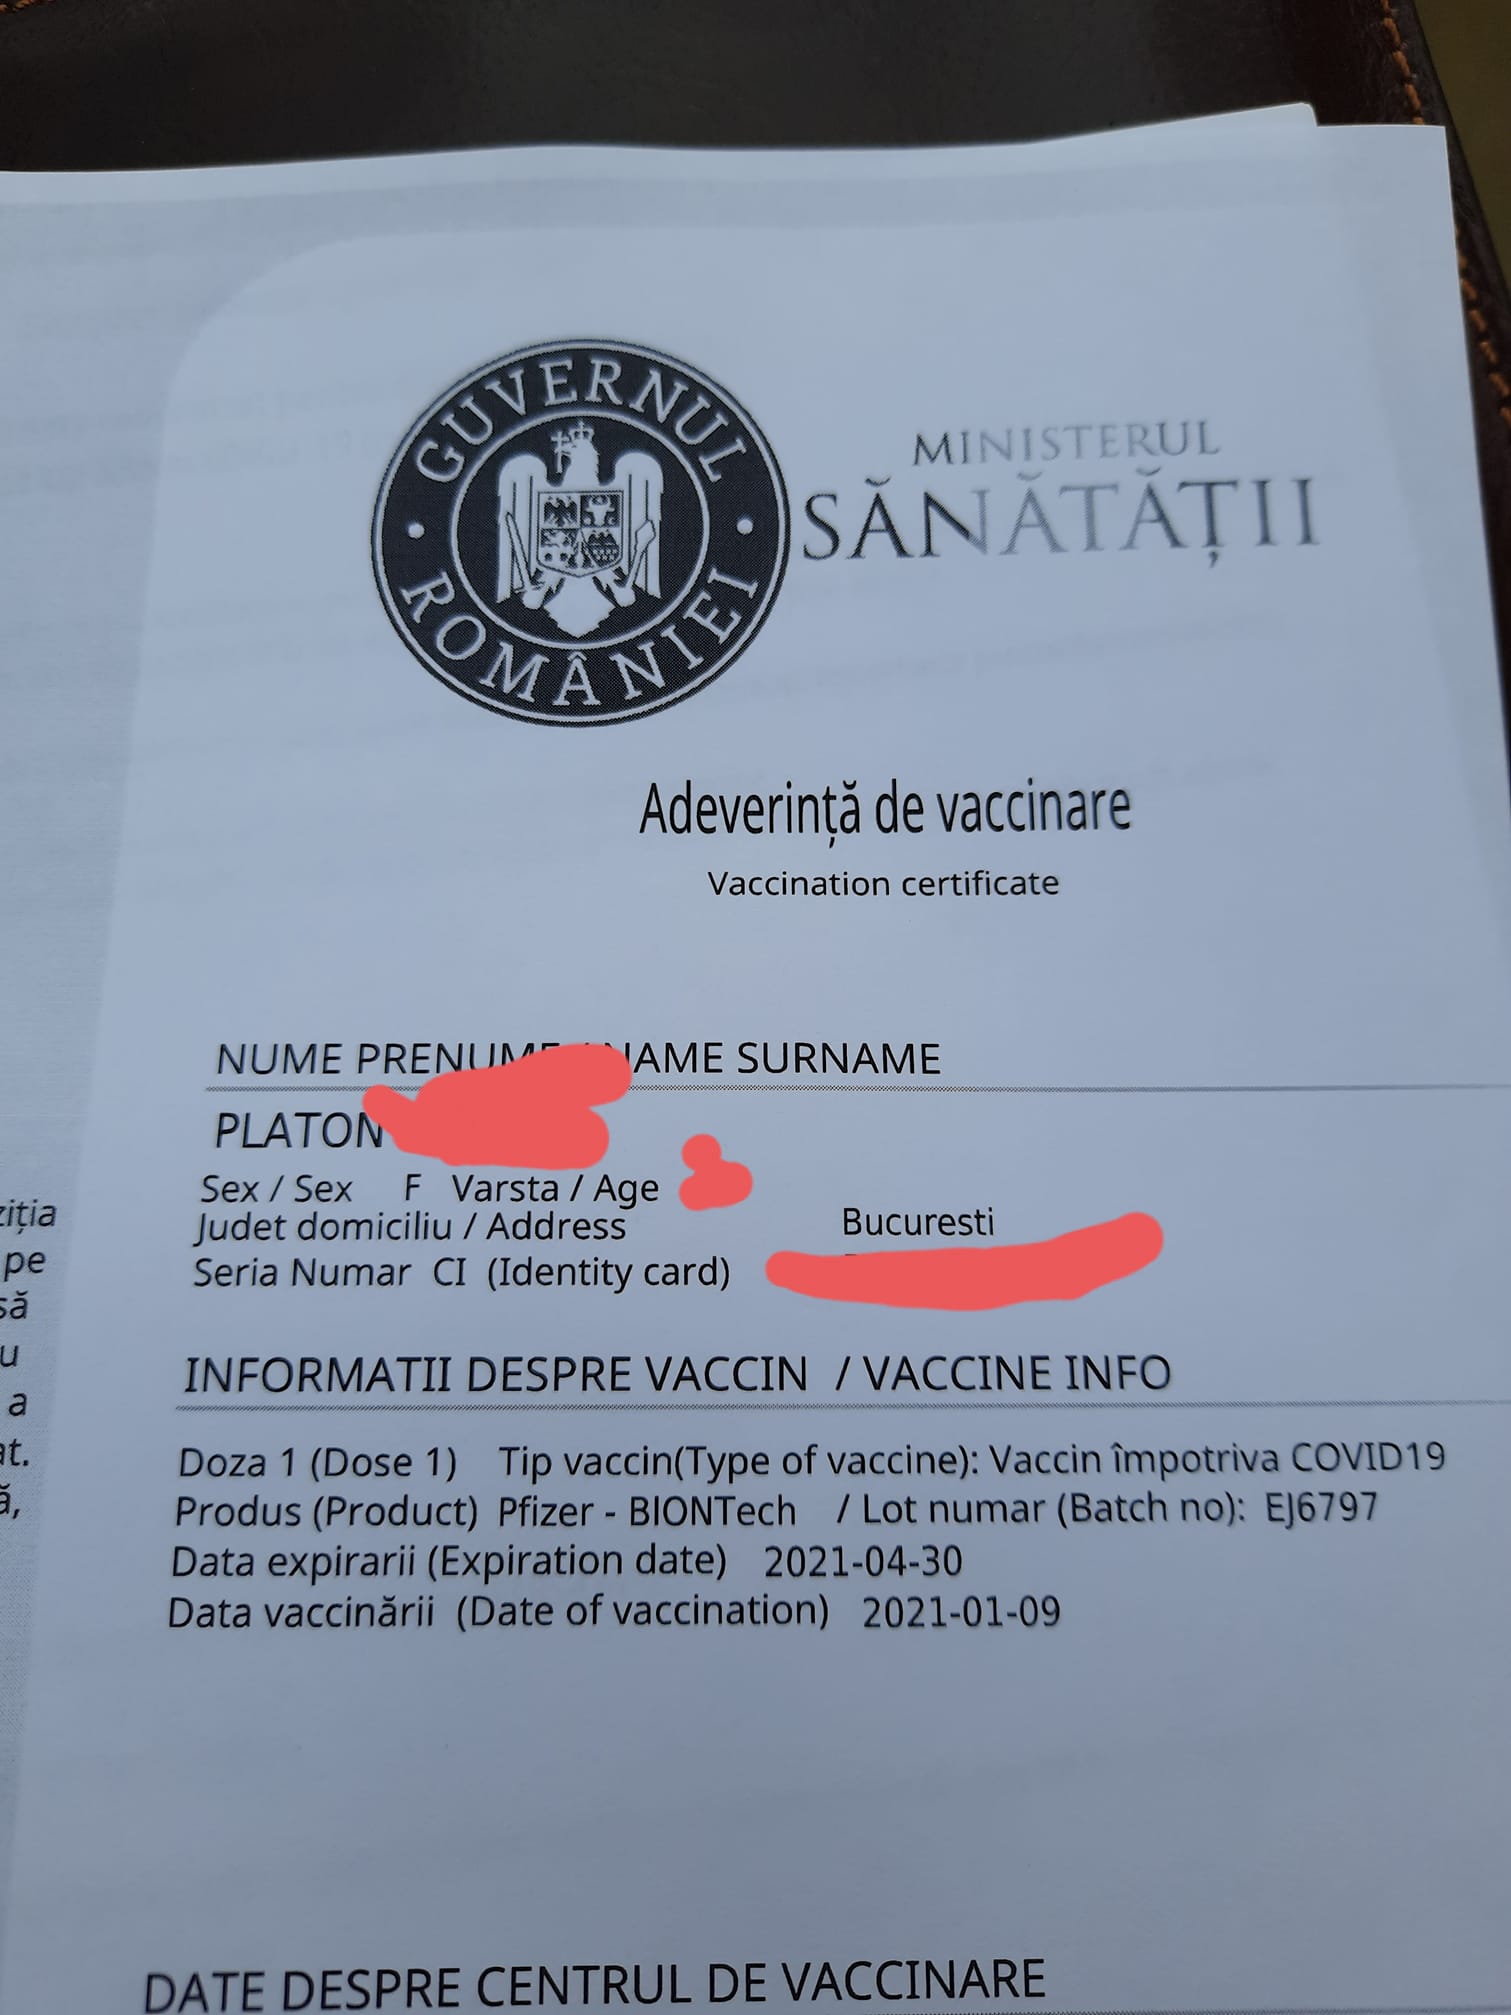 GUVERNUL ROMÂNIEI
MINISTERUL
SĂNĂTĂȚII
Adeverință de vaccinare
Vaccination certificate
NUME PRENUME / NAME SURNAME
PLATON
Sex / Sex F Varsta / Age
Judet domiciliu / Address Bucuresti
Seria Numar CI (Identity card)
INFORMATII DESPRE VACCIN / VACCINE INFO
Doza 1 (Dose 1) Tip vaccin(Type of vaccine): Vaccin împotriva COVID19
Produs (Product) Pfizer - BIONTech / Lot numar (Batch no): EJ6797
Data expirarii (Expiration date) 2021-04-30
Data vaccinării (Date of vaccination) 2021-01-09
DATE DESPRE CENTRUL DE VACCINARE
pe
a